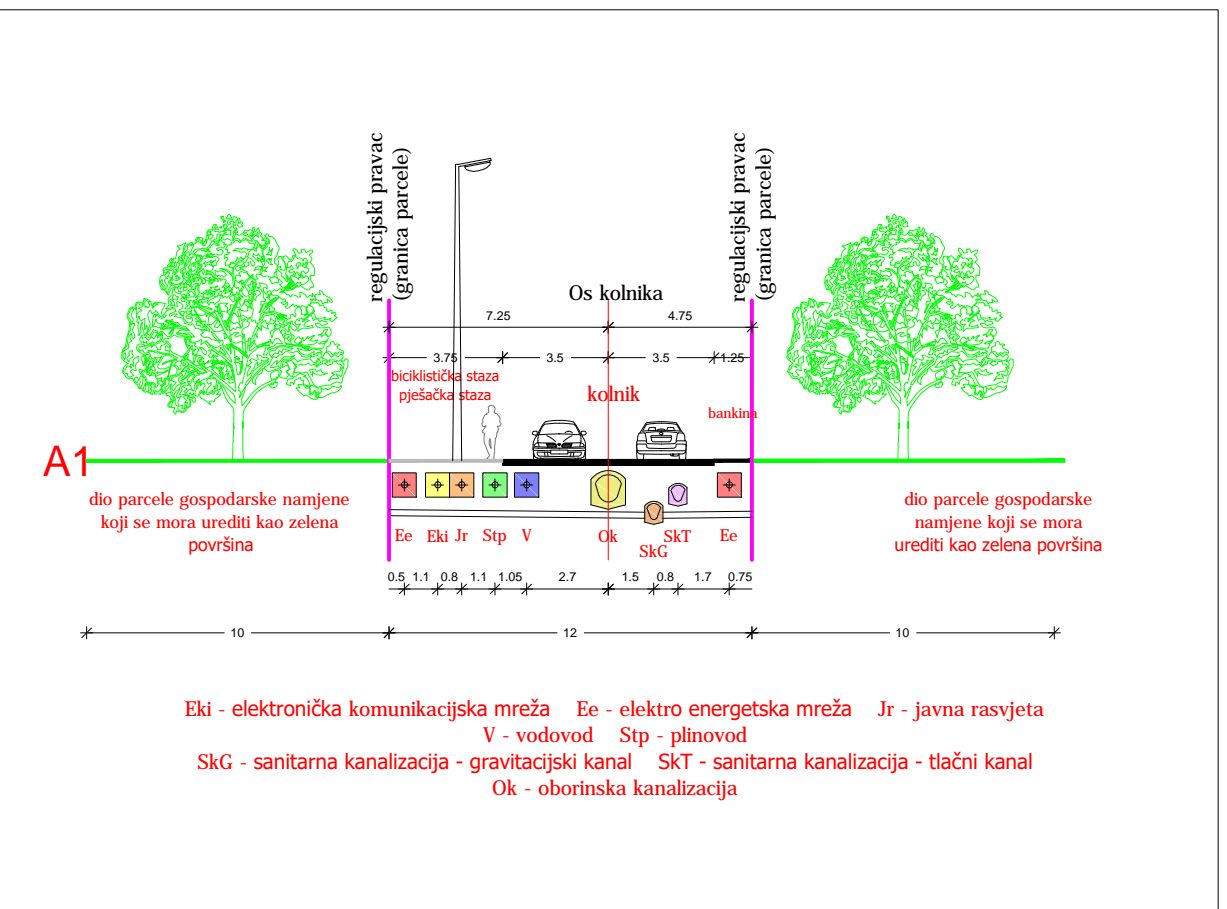 regulacijski pravac
(granica parcele)
regulacijski pravac
(granica parcele)
Os kolnika
7.25
4.75
3.75
3.5
3.5
1.25
biciklistička staza
pješačka staza
kolnik
bankina
A1
dio parcele gospodarske namjene
koji se mora urediti kao zelena
površina
dio parcele gospodarske
namjene koji se mora
urediti kao zelena površina
Ee
Eki
Jr
Stp
V
Ok
SkG
SkT
Ee
0.5
1.1
0.8
1.1
1.05
2.7
1.5
0.8
1.7
0.75
10
12
10
Eki - elektronička komunikacijska mreža Ee - elektro energetska mreža Jr - javna rasvjeta
V - vodovod Stp - plinovod
SkG - sanitarna kanalizacija - gravitacijski kanal SkT - sanitarna kanalizacija - tlačni kanal
Ok - oborinska kanalizacija